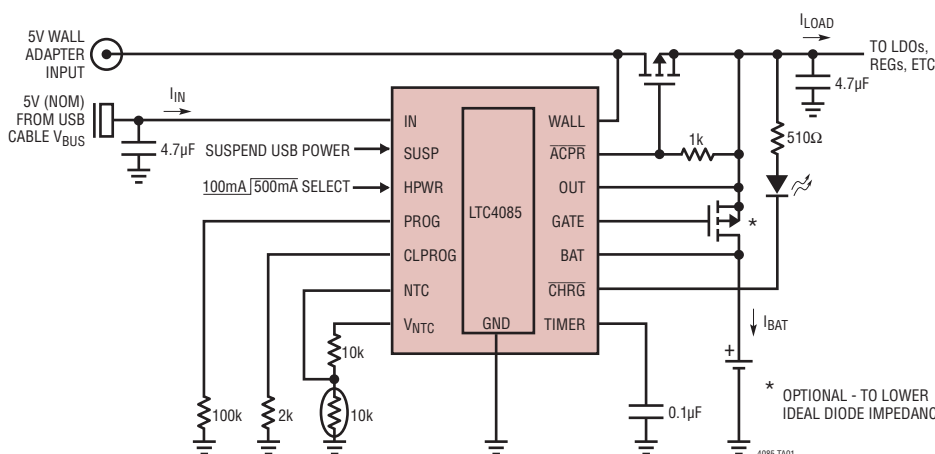 5V WALL
ADAPTER
INPUT
5V (NOM)
FROM USB
CABLE VBUS
IIN
4.7µF
SUSPEND USB POWER
100mA 500mA SELECT
IN
SUSP
HPWR
PROG
CLPROG
NTC
VNTC
LTC4085
GND
WALL
ACPR
OUT
GATE
BAT
CHRG
TIMER
1k
ILOAD
TO LDOs,
REGs, ETC
4.7µF
510Ω
*
IBAT
+
100k
2k
10k
10k
0.1µF
* OPTIONAL - TO LOWER
IDEAL DIODE IMPEDANC
4085 TA01